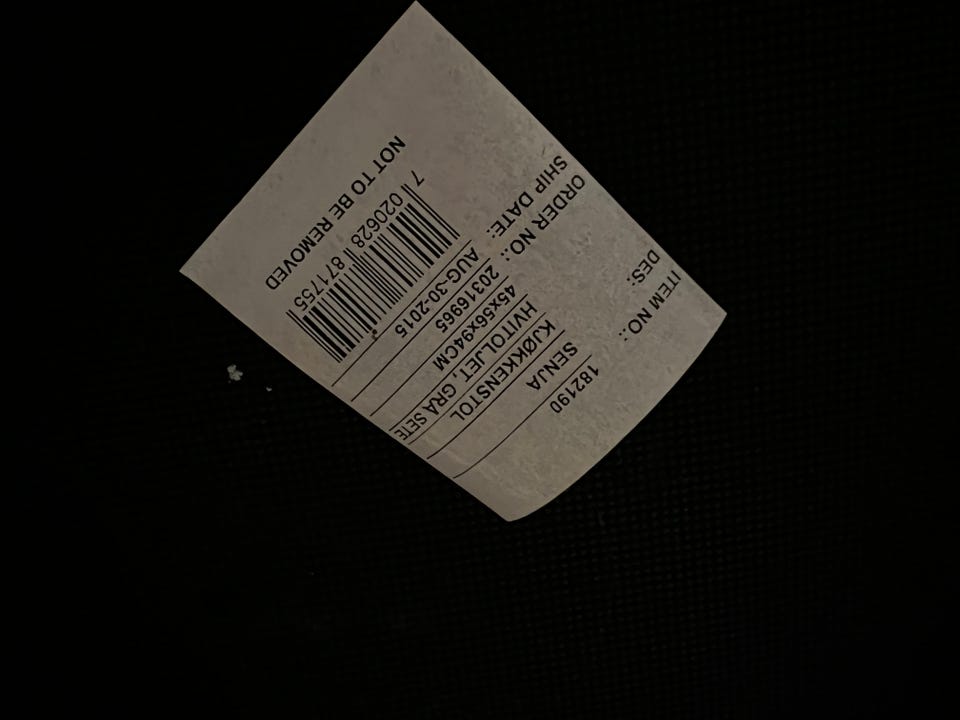 ITEM NO.: 182190
DES: SENJA
KJØKKENSTOL
HVITOLJET, GRA SETE
45x56x94CM
ORDER NO.: 20316965
SHIP DATE: AUG-30-2015
7 020628 871755
NOT TO BE REMOVED